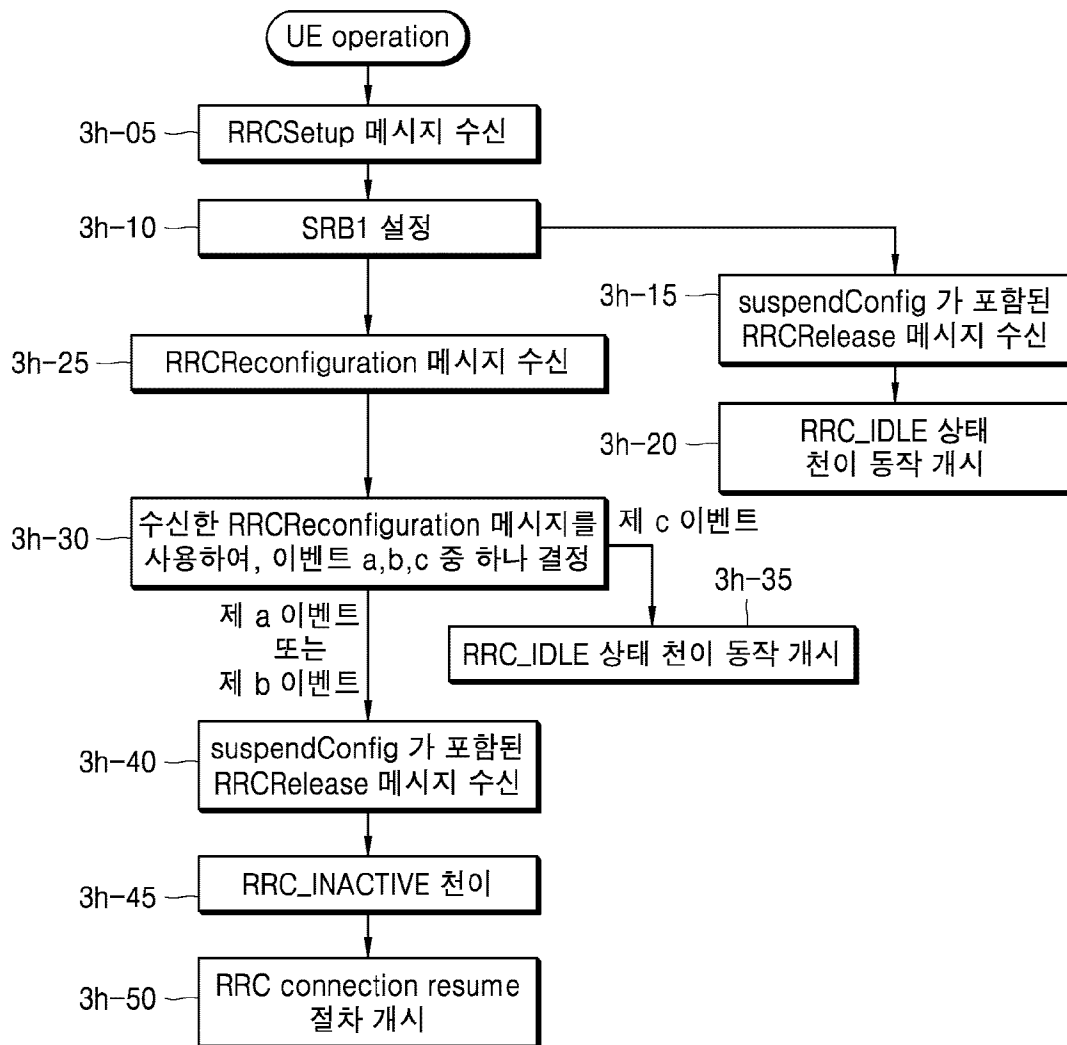 UE operation
3h-05
RRCSetup 메시지 수신
3h-10
SRB1 설정
3h-15
suspendConfig 가 포함된
RRCRelease 메시지 수신
3h-25
RRCReconfiguration 메시지 수신
3h-20
RRC_IDLE 상태
천이 동작 개시
3h-30
수신한 RRCReconfiguration 메시지를
사용하여, 이벤트 a,b,c 중 하나 결정
제 c 이벤트
3h-35
RRC_IDLE 상태 천이 동작 개시
제 a 이벤트
또는
제 b 이벤트
3h-40
suspendConfig 가 포함된
RRCRelease 메시지 수신
3h-45
RRC_INACTIVE 천이
3h-50
RRC connection resume
절차 개시